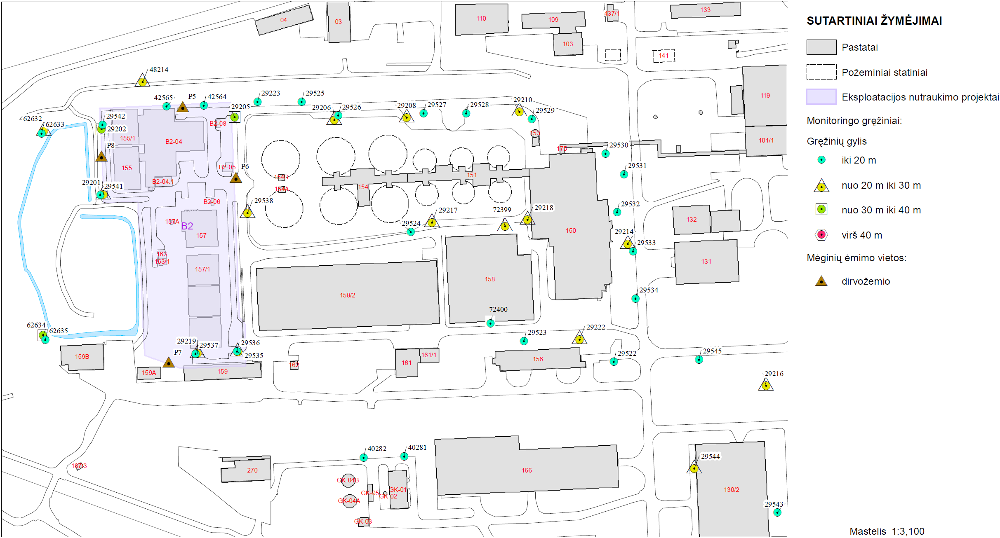 04
03
110
109
437/1
133
103
141
119
101/1
48214
42565
P5
42564
29223
29525
29205
29206
29526
29208
29527
29528
29210
29529
62632
62633
29542
29202
B2-08
155/1
B2-04
P8
155
B2-05
P6
B2-04.1
29201
29541
B2-06
154B
154A
154
151
153
175
29530
29531
29538
29217
72399
29218
29532
29524
157A
B2
157
150
132
29214
29533
163
163/1
131
157/1
158
158/2
29534
72400
62634
62635
29523
29222
29219
29537
29536
29535
P7
159B
159A
159
162
161
161/1
156
29522
29545
29216
40282
40281
29544
187/3
270
166
GK-04B
GK-05
GK-01
GK-02
GK-04A
GK-03
130/2
29543
SUTARTINIAI ŽYMĖJIMAI
Pastatai
Požeminiai statiniai
Eksploatacijos nutraukimo projektai
Monitoringo gręžiniai:
Gręžinių gylis
iki 20 m
nuo 20 m iki 30 m
nuo 30 m iki 40 m
virš 40 m
Mėginių ėmimo vietos:
dirvožemio
Mastelis 1:3,100